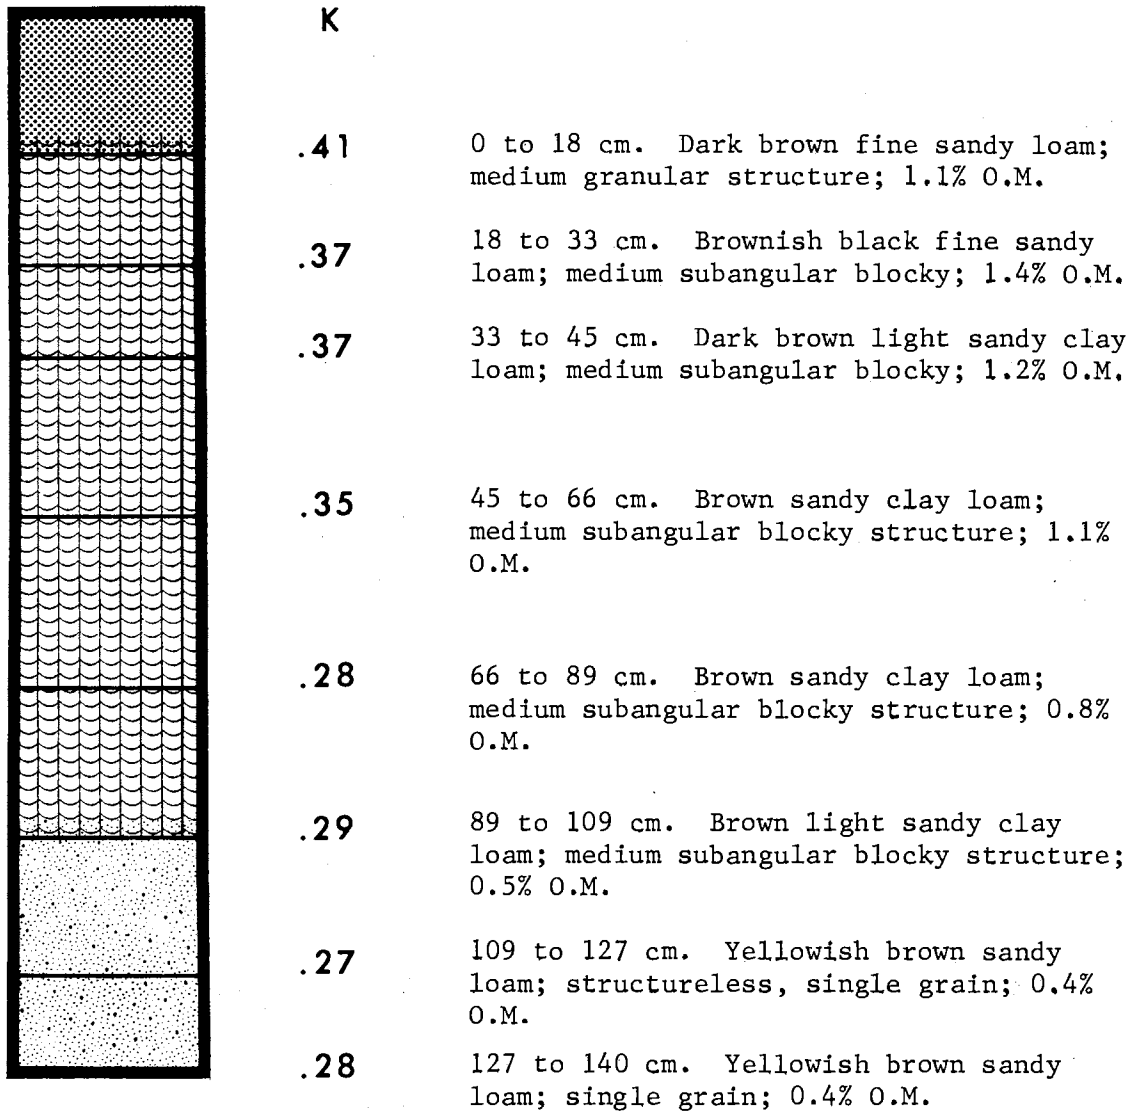 K
.41 0 to 18 cm. Dark brown fine sandy loam;
medium granular structure; 1.1% O.M.
.37 18 to 33 cm. Brownish black fine sandy
loam; medium subangular blocky; 1.4% O.M.
.37 33 to 45 cm. Dark brown light sandy clay
loam; medium subangular blocky; 1.2% O.M.
.35 45 to 66 cm. Brown sandy clay loam;
medium subangular blocky structure; 1.1%
O.M.
.28 66 to 89 cm. Brown sandy clay loam;
medium subangular blocky structure; 0.8%
O.M.
.29 89 to 109 cm. Brown light sandy clay
loam; medium subangular blocky structure;
0.5% O.M.
.27 109 to 127 cm. Yellowish brown sandy
loam; structureless, single grain; 0.4%
O.M.
.28 127 to 140 cm. Yellowish brown sandy
loam; single grain; 0.4% O.M.